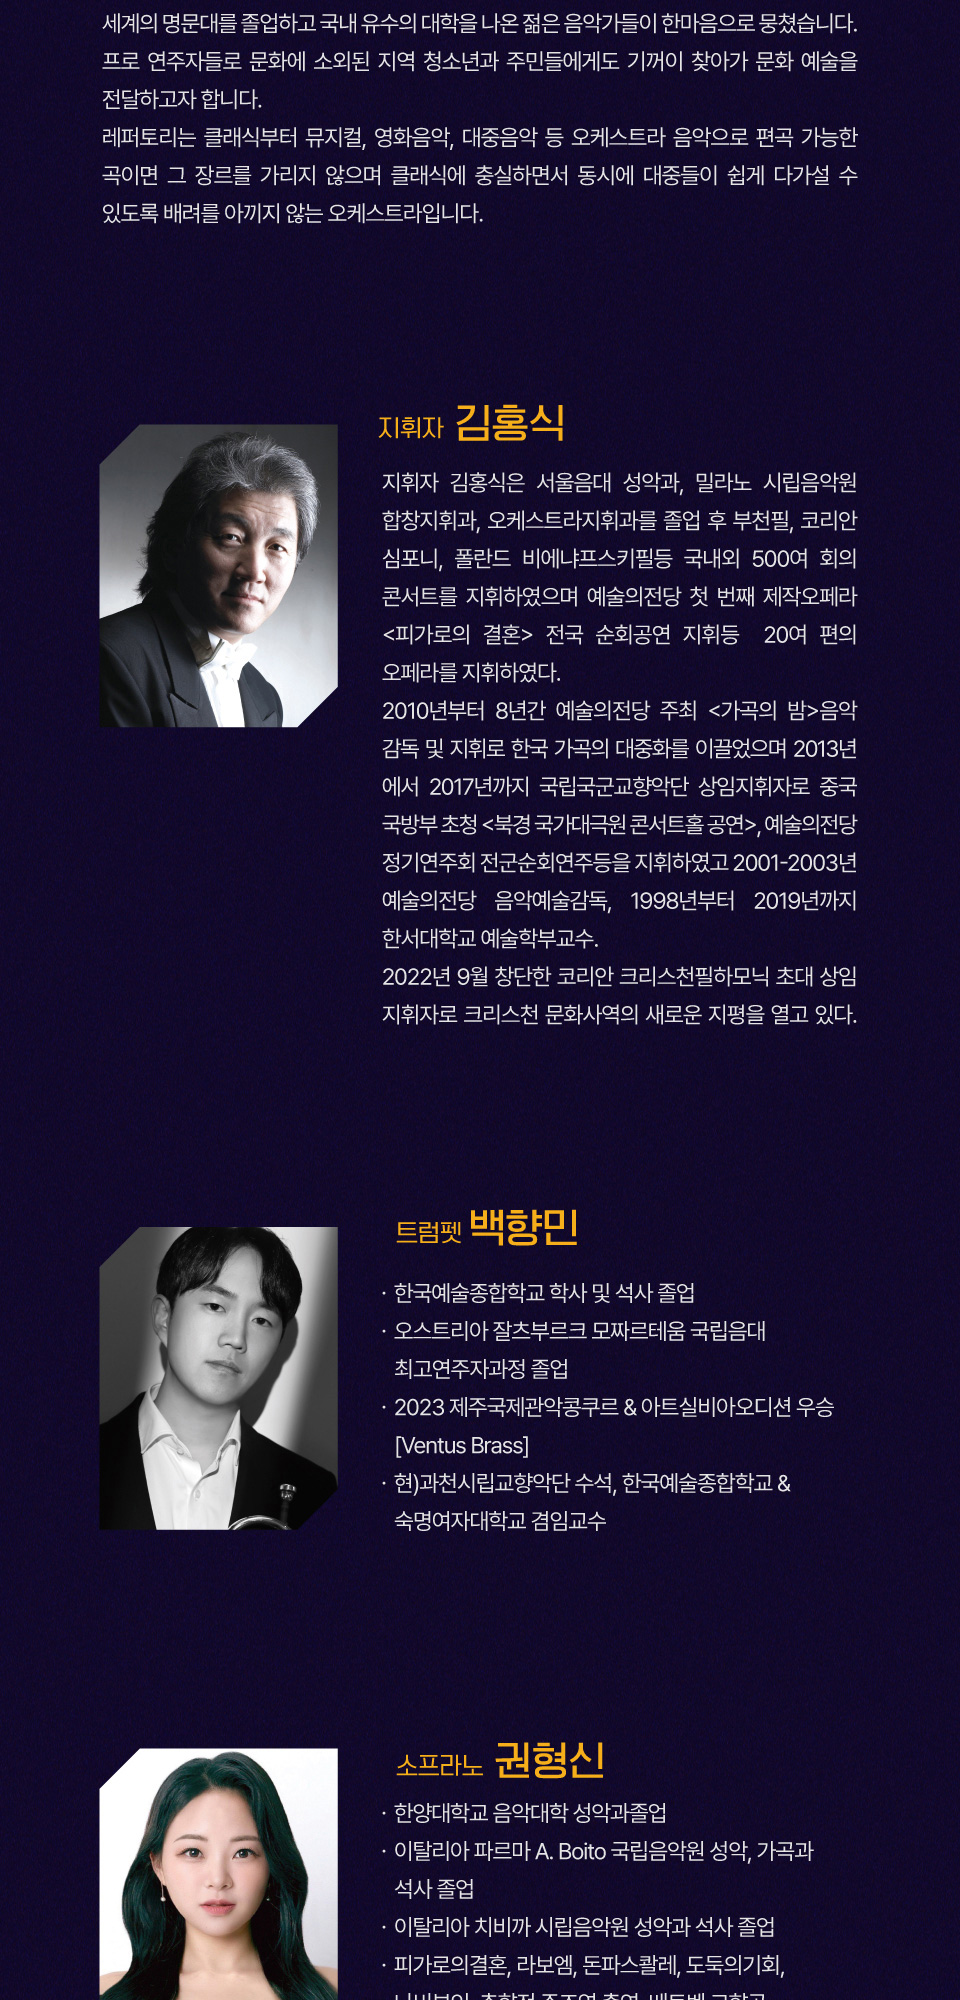 세계의 명문대를 졸업하고 국내 유수의 대학을 나온 젊은 음악가들이 한마음으로 뭉쳤습니다.
프로 연주자들로 문화에 소외된 지역 청소년과 주민들에게도 기꺼이 찾아가 문화 예술을
전달하고자 합니다.
레퍼토리는 클래식부터 뮤지컬, 영화음악, 대중음악 등 오케스트라 음악으로 편곡 가능한
곡이면 그 장르를 가리지 않으며 클래식에 충실하면서 동시에 대중들이 쉽게 다가설 수
있도록 배려를 아끼지 않는 오케스트라입니다.
지휘자 김홍식
지휘자 김홍식은 서울음대 성악과, 밀라노 시립음악원
합창지휘과, 오케스트라지휘과를 졸업 후 부천필, 코리안
심포니, 폴란드 비에냐프스키필등 국내외 500여 회의
콘서트를 지휘하였으며 예술의전당 첫 번째 제작오페라
<피가로의 결혼> 전국 순회공연 지휘등 20여 편의
오페라를 지휘하였다.
2010년부터 8년간 예술의전당 주최 <가곡의 밤>음악
감독 및 지휘로 한국 가곡의 대중화를 이끌었으며 2013년
에서 2017년까지 국립국군교향악단 상임지휘자로 중국
국방부 초청 <북경 국가대극원 콘서트홀 공연>, 예술의전당
정기연주회 전군순회연주등을 지휘하였고 2001-2003년
예술의전당 음악예술감독, 1998년부터 2019년까지
한서대학교 예술학부교수.
2022년 9월 창단한 코리안 크리스천필하모닉 초대 상임
지휘자로 크리스천 문화사역의 새로운 지평을 열고 있다.
트럼펫 백향민
· 한국예술종합학교 학사 및 석사 졸업
· 오스트리아 잘츠부르크 모짜르테움 국립음대
최고연주자과정 졸업
· 2023 제주국제관악콩쿠르 & 아트실비아오디션 우승
[Ventus Brass]
· 현)과천시립교향악단 수석, 한국예술종합학교 &
숙명여자대학교 겸임교수
소프라노 권형신
· 한양대학교 음악대학 성악과졸업
· 이탈리아 파르마 A. Boito 국립음악원 성악, 가곡과
석사 졸업
· 이탈리아 치비까 시립음악원 성악과 석사 졸업
· 피가로의결혼, 라보엠, 돈파스콸레, 도둑의기회,